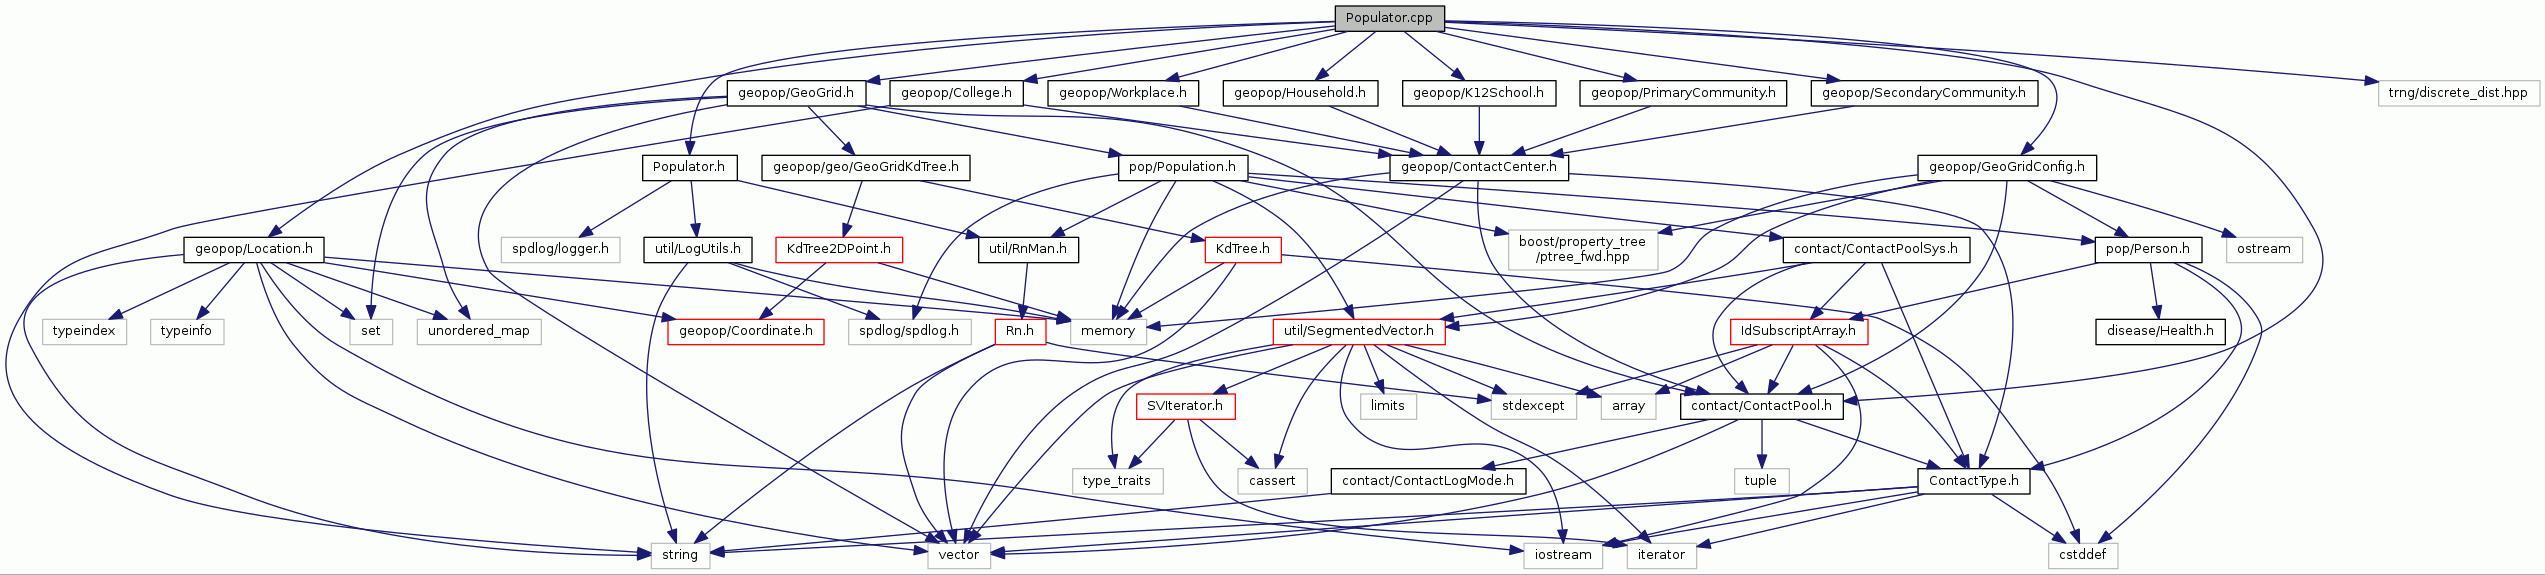 Populator.cpp
geopop/GeoGrid.h
geopop/College.h
geopop/Workplace.h
geopop/Household.h
geopop/K12School.h
geopop/PrimaryCommunity.h
geopop/SecondaryCommunity.h
trng/discrete_dist.hpp
Populator.h
geopop/geo/GeoGridKdTree.h
pop/Population.h
geopop/ContactCenter.h
geopop/GeoGridConfig.h
geopop/Location.h
spdlog/logger.h
util/LogUtils.h
KdTree2DPoint.h
util/RnMan.h
KdTree.h
boost/property_tree
/ptree_fwd.hpp
contact/ContactPoolSys.h
pop/Person.h
ostream
typeindex
typeinfo
set
unordered_map
geopop/Coordinate.h
spdlog/spdlog.h
Rn.h
memory
util/SegmentedVector.h
IdSubscriptArray.h
disease/Health.h
SVIterator.h
limits
stdexcept
array
contact/ContactPool.h
type_traits
cassert
contact/ContactLogMode.h
tuple
ContactType.h
string
vector
iostream
iterator
cstddef